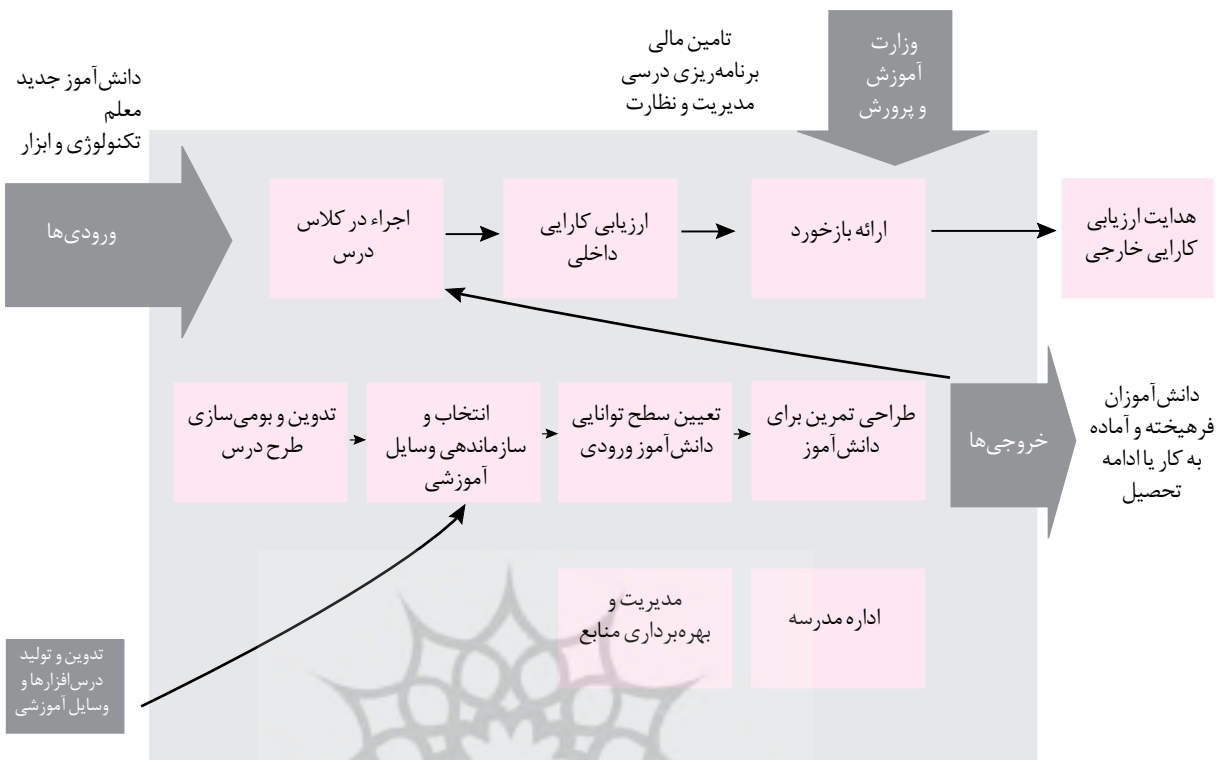 تامین مالی
برنامه‌ریزی درسی
مدیریت و نظارت
وزارت
آموزش
و پرورش
دانش‌آموز جدید
معلم
تکنولوژی و ابزار
ورودی‌ها
اجراء در کلاس
درس
ارزیابی کارایی
داخلی
ارائه بازخورد
هدایت ارزیابی
کارایی خارجی
تدوین و بومی‌سازی
طرح درس
انتخاب و
سازماندهی وسایل
آموزشی
تعیین سطح توانایی
دانش‌آموز ورودی
طراحی تمرین برای
دانش‌آموز
خروجی‌ها
دانش‌آموزان
فرهیخته و آماده
به کار یا ادامه
تحصیل
مدیریت و
بهره‌برداری منابع
اداره مدرسه
تدوین و تولید
درس‌افزارها و
وسایل آموزشی